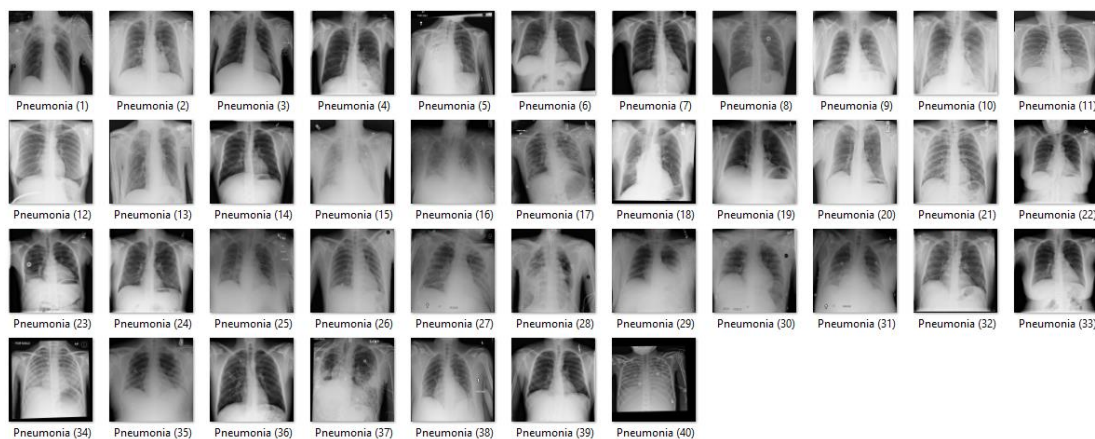 Pneumonia (1) Pneumonia (2) Pneumonia (3) Pneumonia (4) Pneumonia (5) Pneumonia (6) Pneumonia (7) Pneumonia (8) Pneumonia (9) Pneumonia (10) Pneumonia (11)
Pneumonia (12) Pneumonia (13) Pneumonia (14) Pneumonia (15) Pneumonia (16) Pneumonia (17) Pneumonia (18) Pneumonia (19) Pneumonia (20) Pneumonia (21) Pneumonia (22)
Pneumonia (23) Pneumonia (24) Pneumonia (25) Pneumonia (26) Pneumonia (27) Pneumonia (28) Pneumonia (29) Pneumonia (30) Pneumonia (31) Pneumonia (32) Pneumonia (33)
Pneumonia (34) Pneumonia (35) Pneumonia (36) Pneumonia (37) Pneumonia (38) Pneumonia (39) Pneumonia (40)